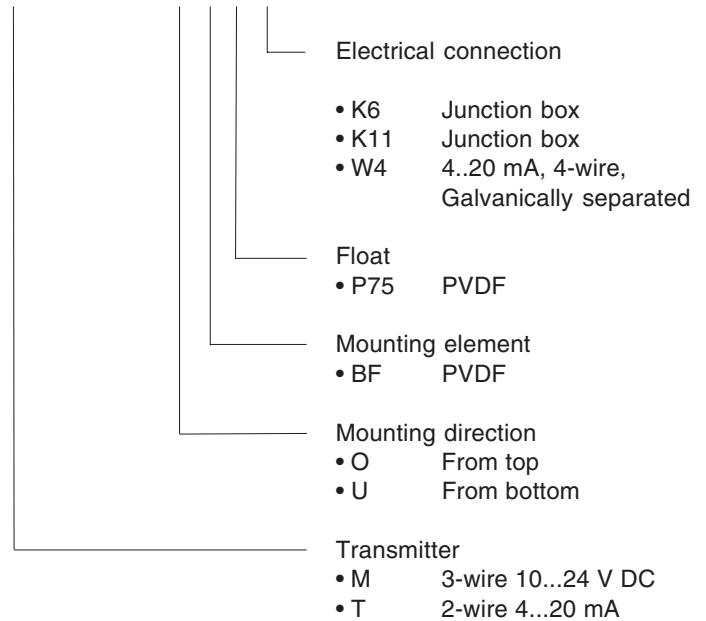 Electrical connection
• K6 Junction box
• K11 Junction box
• W4 4..20 mA, 4-wire,
Galvanically separated
Float
• P75 PVDF
Mounting element
• BF PVDF
Mounting direction
• O From top
• U From bottom
Transmitter
• M 3-wire 10...24 V DC
• T 2-wire 4...20 mA